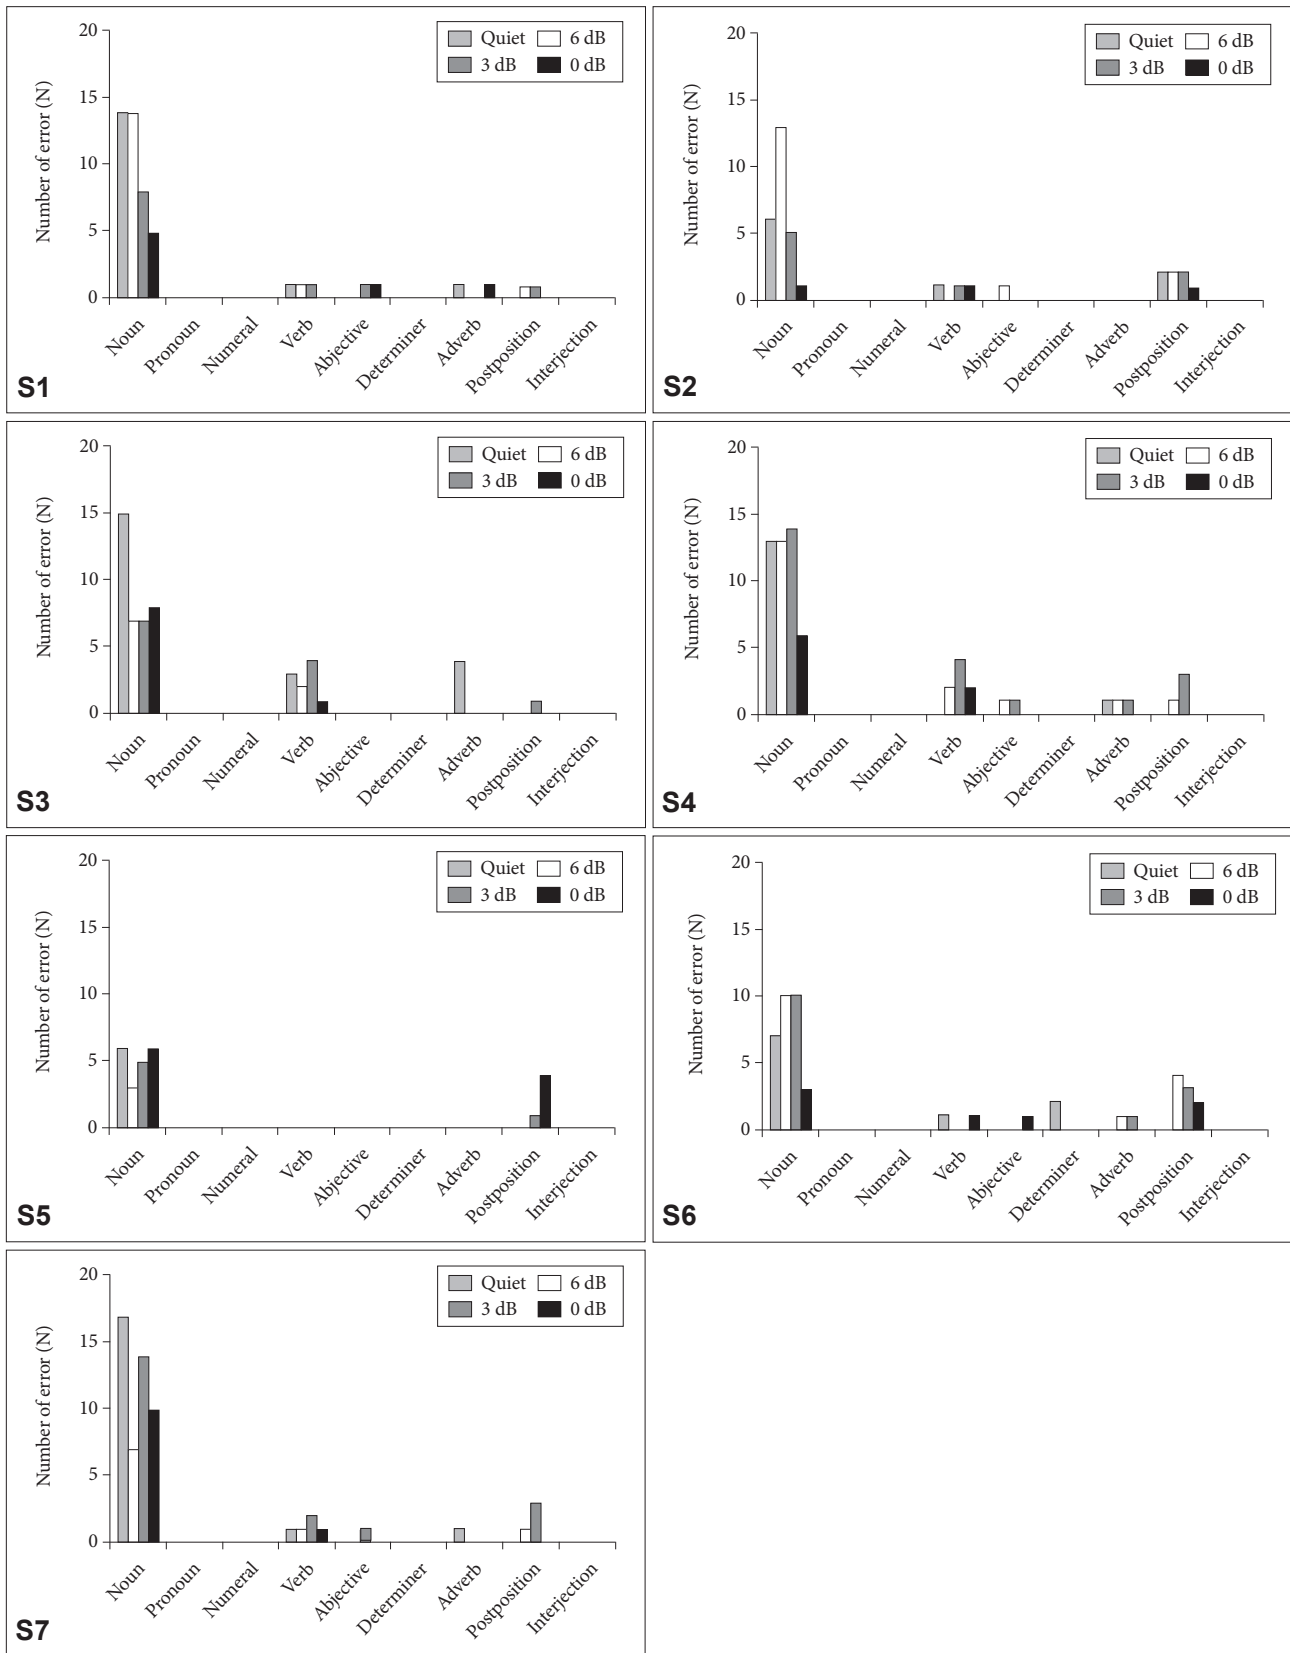 Number of error (N)
20
15
10
5
0
Quiet 6 dB
3 dB 0 dB
Noun
Pronoun
Numeral
Verb
Abjective
Determiner
Adverb
Postposition
Interjection
S1
Number of error (N)
20
15
10
5
0
Quiet 6 dB
3 dB 0 dB
Noun
Pronoun
Numeral
Verb
Abjective
Determiner
Adverb
Postposition
Interjection
S2
Number of error (N)
20
15
10
5
0
Quiet 6 dB
3 dB 0 dB
Noun
Pronoun
Numeral
Verb
Abjective
Determiner
Adverb
Postposition
Interjection
S3
Number of error (N)
20
15
10
5
0
Quiet 6 dB
3 dB 0 dB
Noun
Pronoun
Numeral
Verb
Abjective
Determiner
Adverb
Postposition
Interjection
S4
Number of error (N)
20
15
10
5
0
Quiet 6 dB
3 dB 0 dB
Noun
Pronoun
Numeral
Verb
Abjective
Determiner
Adverb
Postposition
Interjection
S5
Number of error (N)
20
15
10
5
0
Quiet 6 dB
3 dB 0 dB
Noun
Pronoun
Numeral
Verb
Abjective
Determiner
Adverb
Postposition
Interjection
S6
Number of error (N)
20
15
10
5
0
Quiet 6 dB
3 dB 0 dB
Noun
Pronoun
Numeral
Verb
Abjective
Determiner
Adverb
Postposition
Interjection
S7